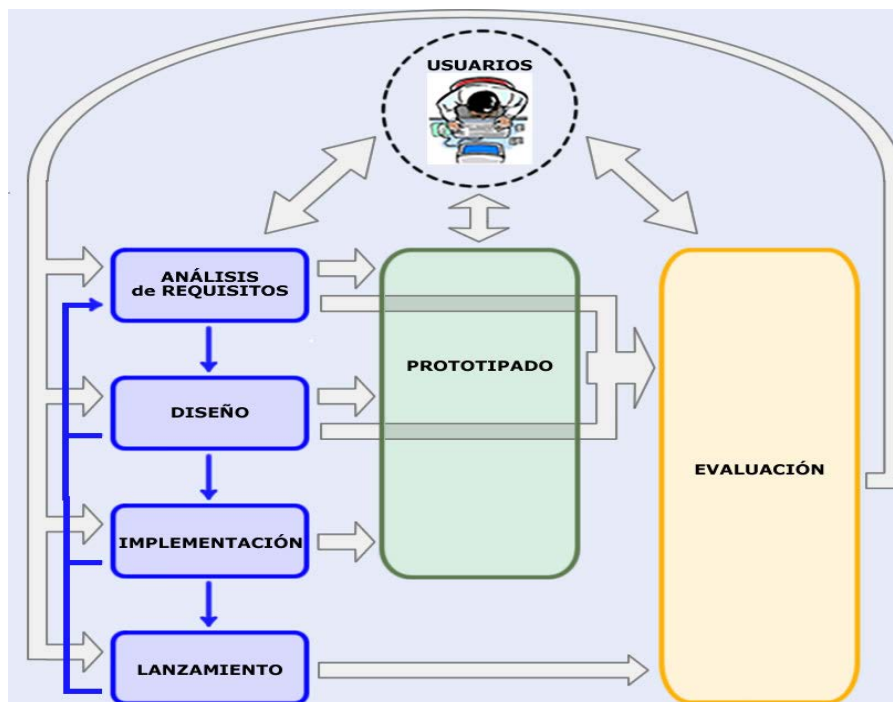 USUARIOS
ANÁLISIS
de REQUISITOS
PROTOTIPADO
DISEÑO
EVALUACIÓN
IMPLEMENTACIÓN
LANZAMIENTO